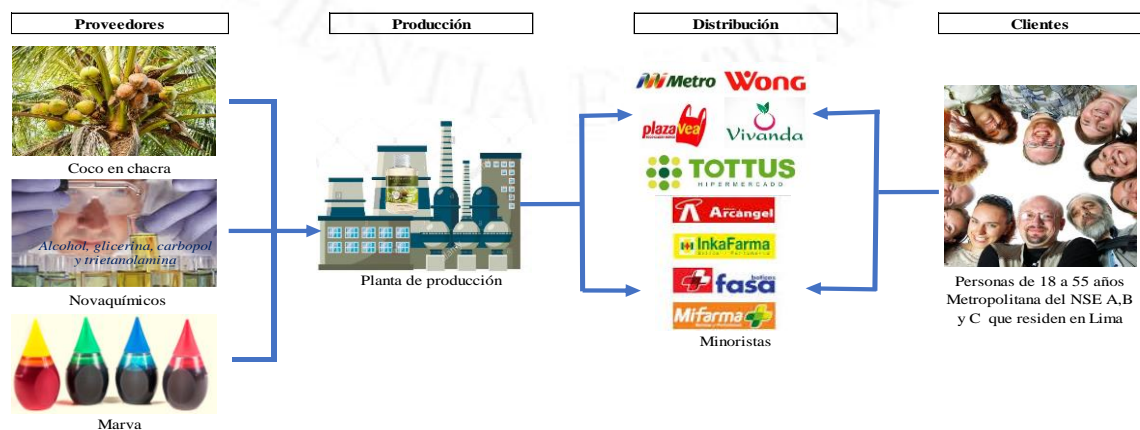 Proveedores
Producción
Distribución
Clientes
Coco en chacra
Alcohol, glicerina, carbopol
y trietanolamina
Novaquímicos
Marva
Planta de producción
Metro
Wong
plaza Vea
Vivanda
TOTTUS
HIPERMERCADO
Arcángel
InkaFarma
fasa
Mifarma
Minoristas
Personas de 18 a 55 años
Metropolitana del NSE A,B
y C que residen en Lima